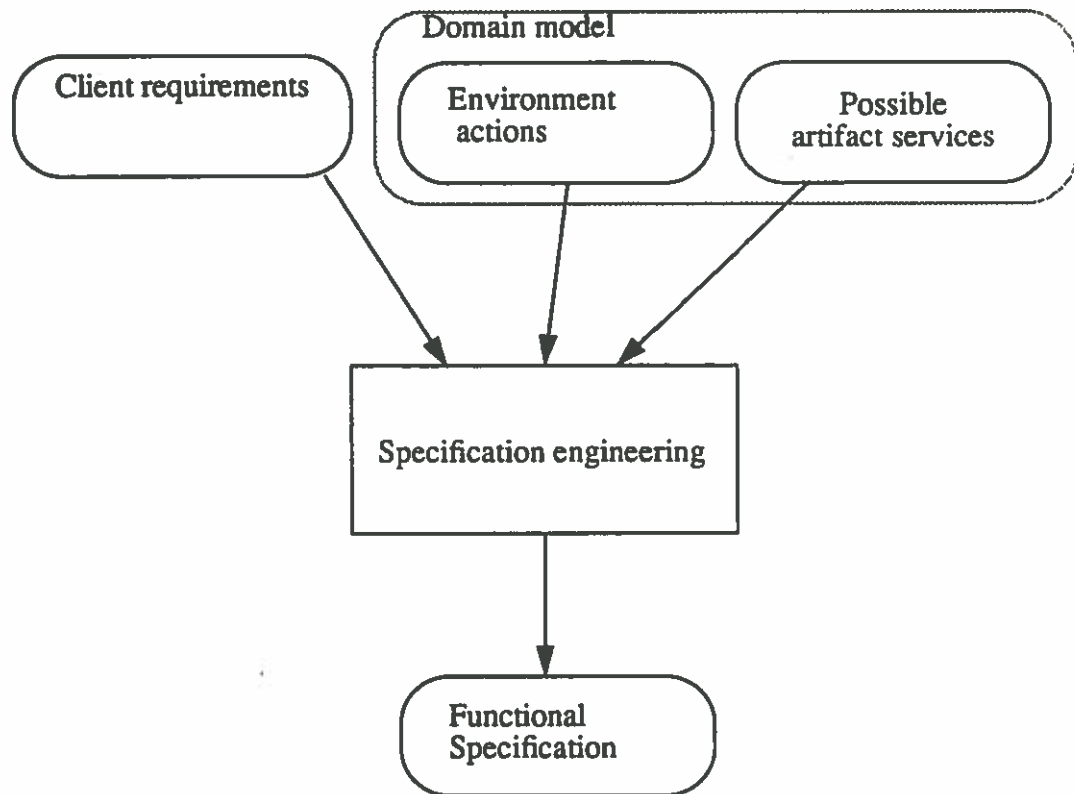 Domain model
Client requirements
Environment
actions
Possible
artifact services
Specification engineering
Functional
Specification